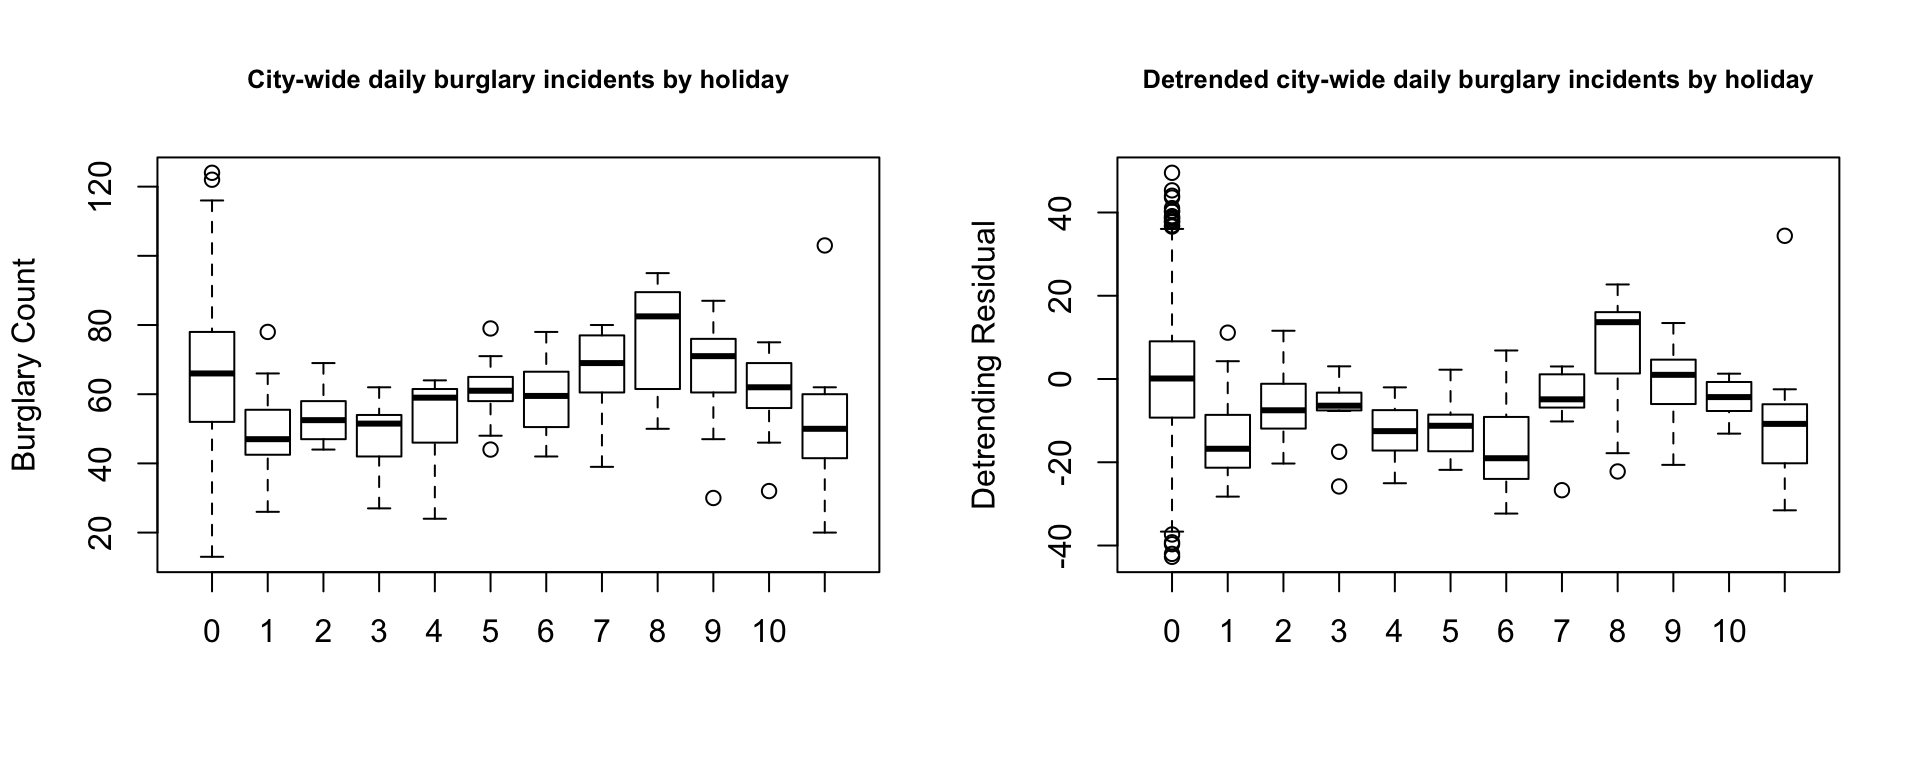 City-wide daily burglary incidents by holiday
Burglary Count
120
80
60
40
20
0 1 2 3 4 5 6 7 8 9 10
Detrended city-wide daily burglary incidents by holiday
Detrending Residual
40
20
0
-20
-40
0 1 2 3 4 5 6 7 8 9 10